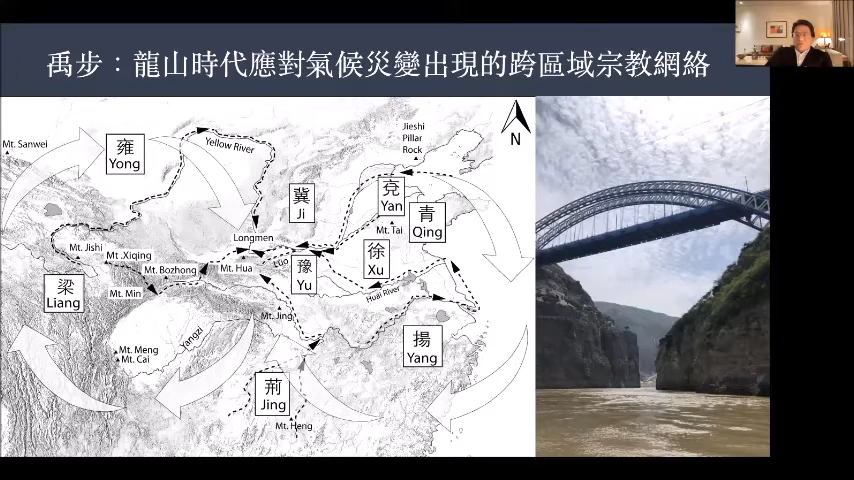 禹步：龍山時代應對氣候災變出現的跨區域宗教網絡
Mt. Sanwei
雍
Yong
Yellow River
Jieshi
Pillar
Rock
N
冀
Ji
兗
Yan
青
Qing
Mt. Tai
Longmen
Mt. Jishi
Mt .Xiqing
Mt. Bozhong
Mt. Hua
Luo
豫
Yu
徐
Xu
梁
Liang
Mt. Min
Huai River
Mt. Jing
揚
Yang
Yangzi
Mt. Meng
Mt. Cai
荊
Jing
Mt. Heng